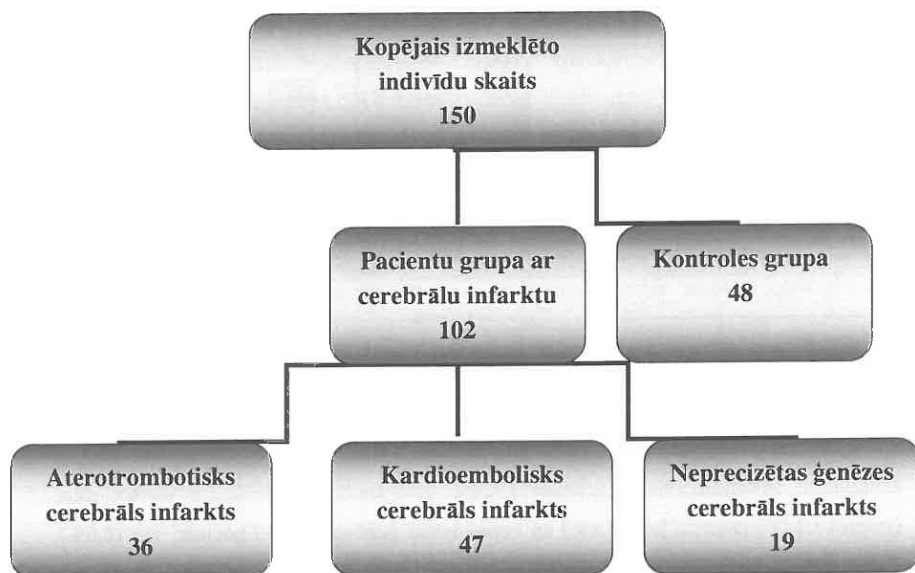 Kopējais izmeklēto
indivīdu skaits
150
Pacientu grupa ar
cerebrālu infarktu
102
Kontroles grupa
48
Aterotrombotisks
cerebrāls infarkts
36
Kardioembolisks
cerebrāls infarkts
47
Neprecizētas ģenēzes
cerebrāls infarkts
19